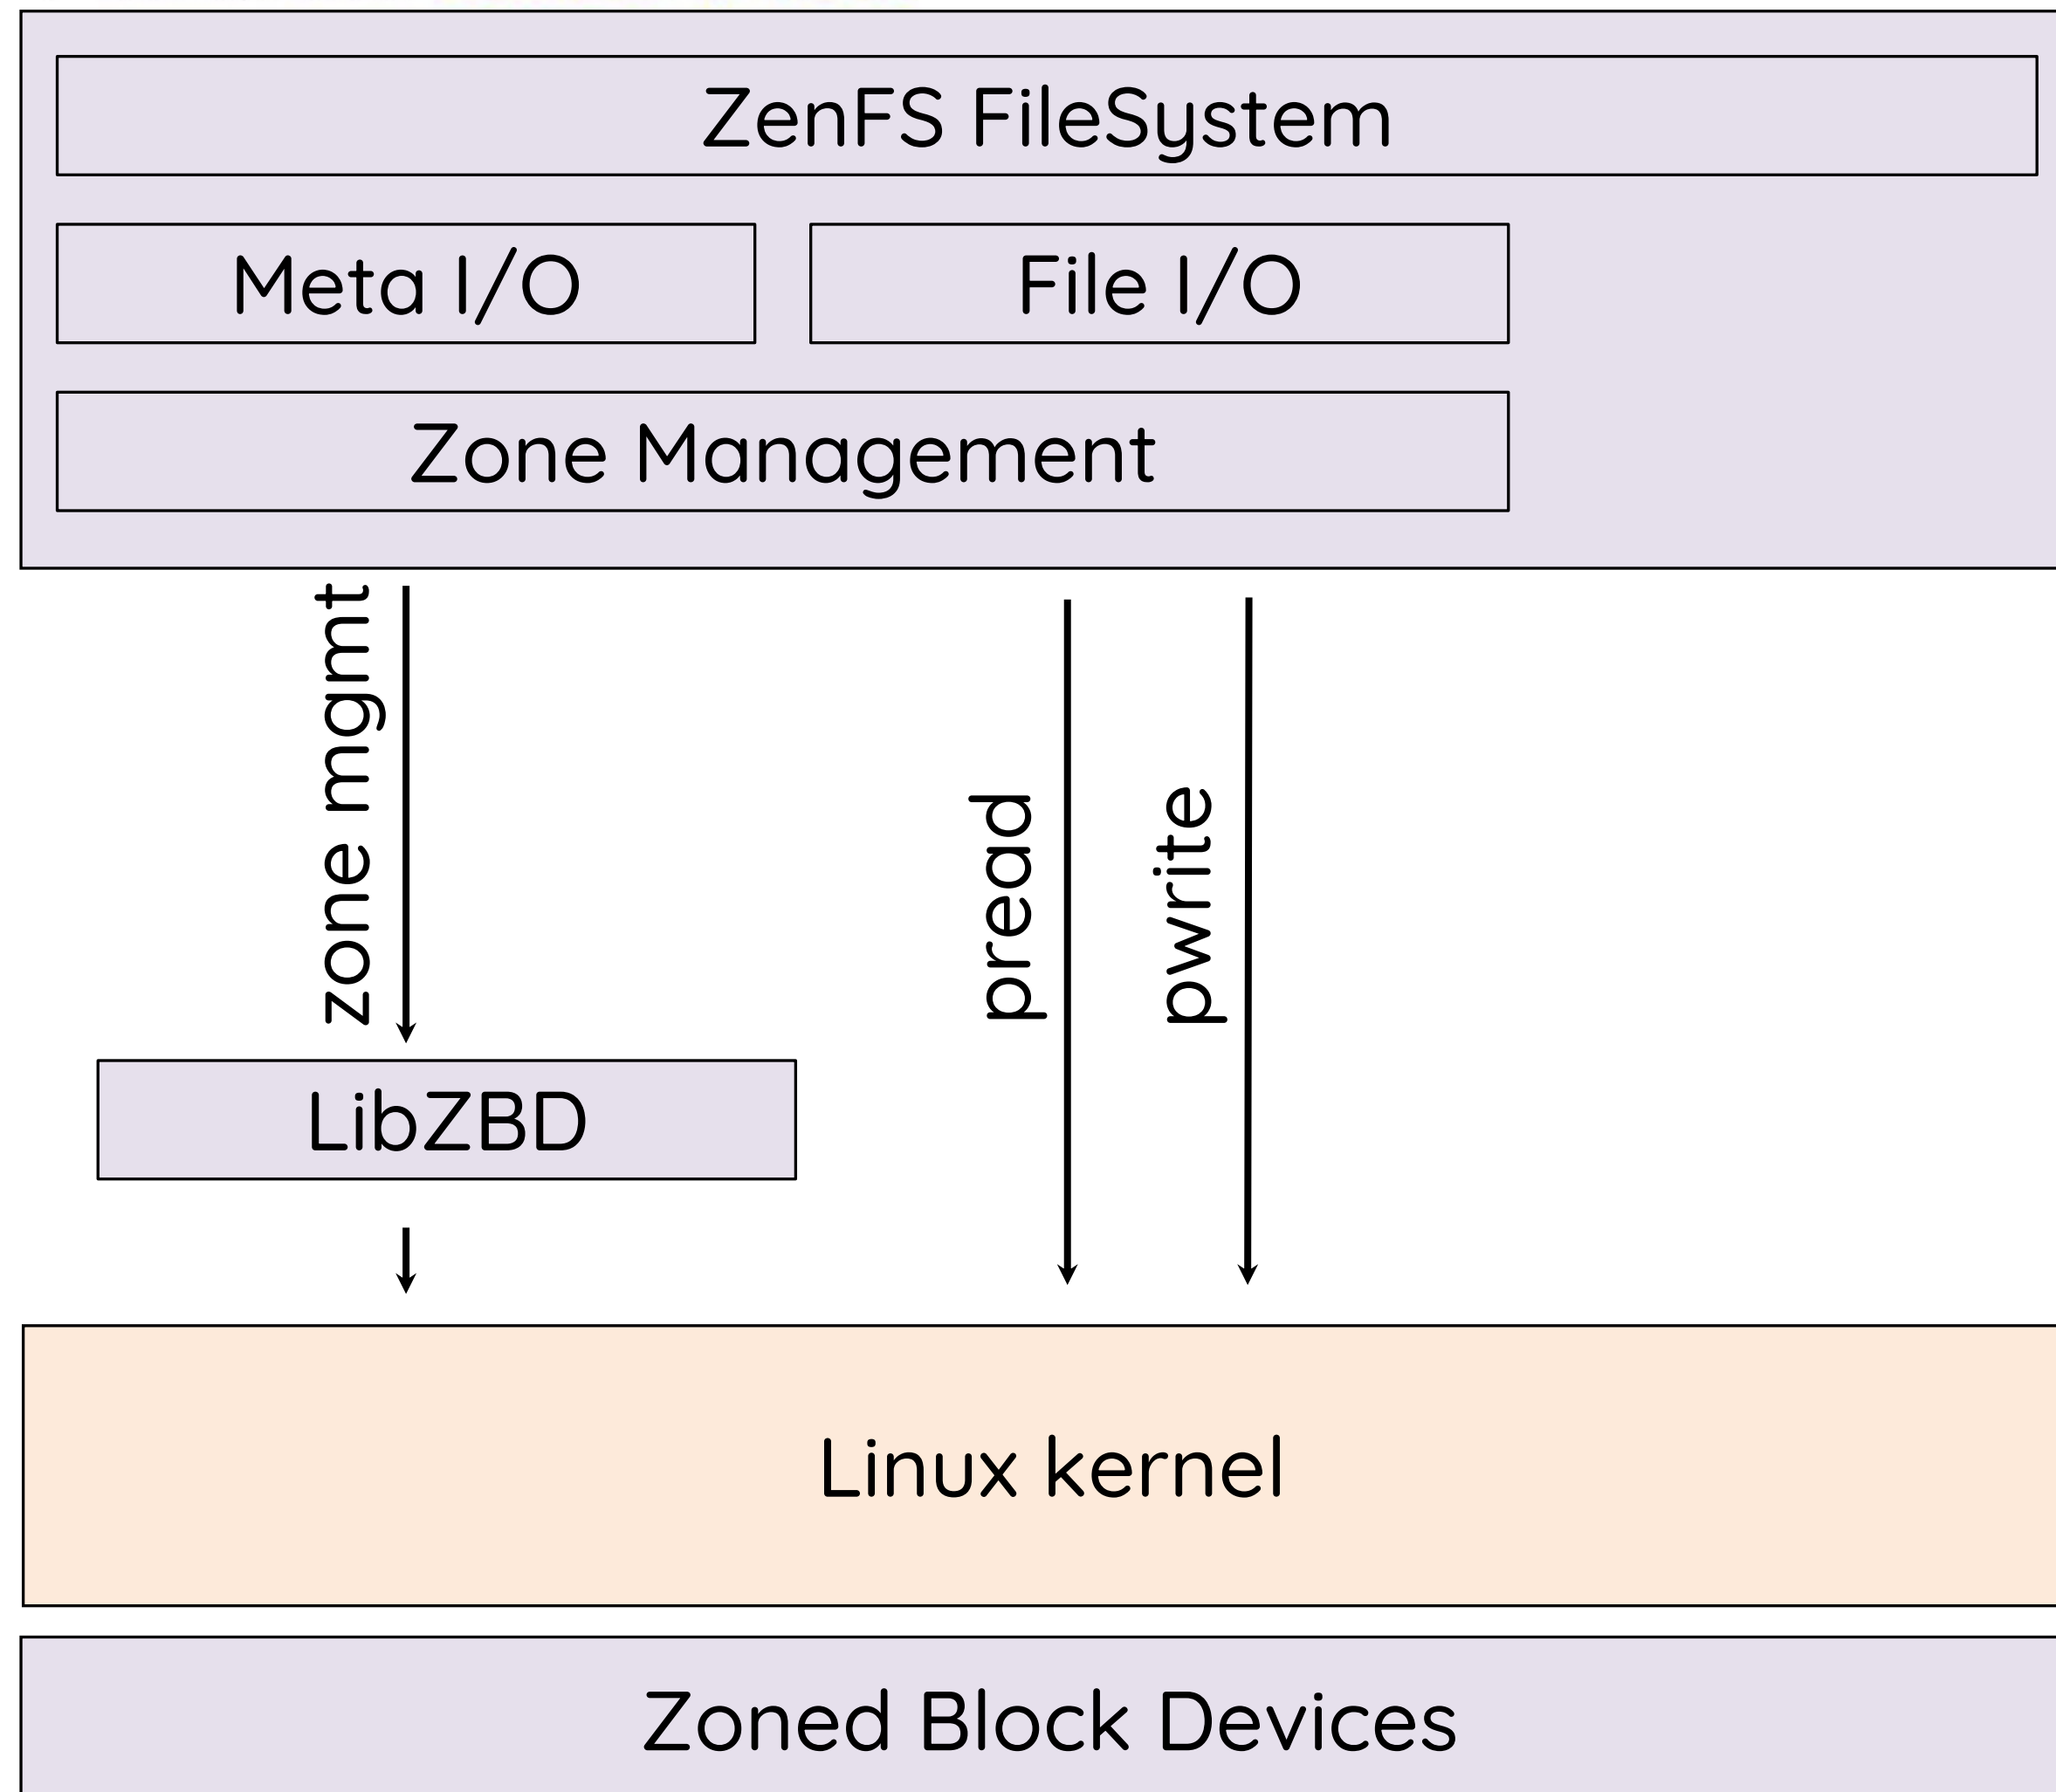 ZenFS FileSystem
Meta I/O
File I/O
Zone Management
zone mgmt
pread
pwrite
LibZBD
Linux kernel
Zoned Block Devices